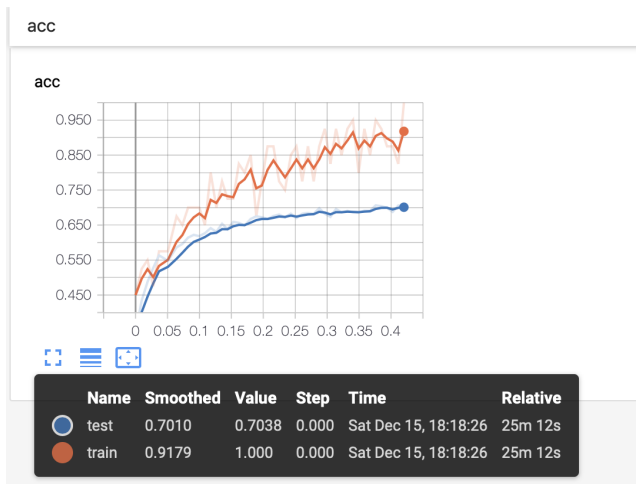 acc
acc
0.950
0.850
0.750
0.650
0.550
0.450
0 0.05 0.1 0.15 0.2 0.25 0.3 0.35 0.4
Name Smoothed Value Step Time Relative
test 0.7010 0.7038 0.000 Sat Dec 15, 18:18:26 25m 12s
train 0.9179 1.000 0.000 Sat Dec 15, 18:18:26 25m 12s